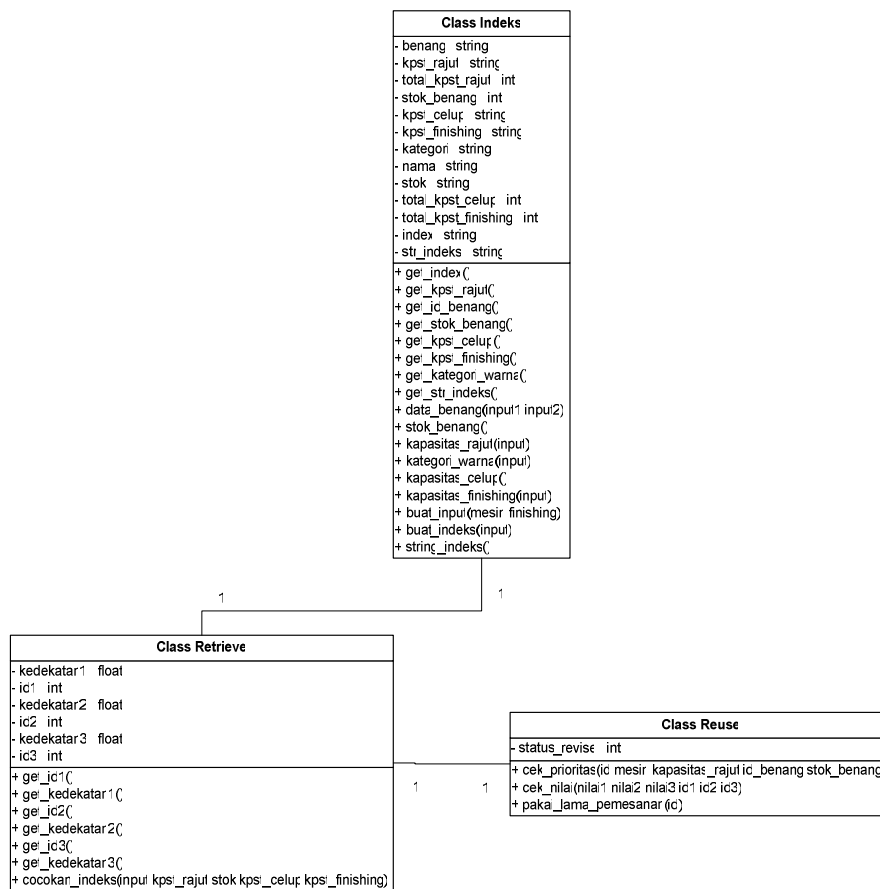 Class Indeks
- benang string
- kpst_rajut string
- total_kpst_rajut int
- stok_benang int
- kpst_celup string
- kpst_finishing string
- kategori string
- nama string
- stok string
- total_kpst_celup int
- total_kpst_finishing int
- index string
- str_indeks string
+ get_index()
+ get_kpst_rajut()
+ get_id_benang()
+ get_stok_benang()
+ get_kpst_celup()
+ get_kpst_finishing()
+ get_kategori_warna()
+ get_str_indeks()
+ data_benang(input1 input2)
+ stok_benang()
+ kapasitas_rajut(input)
+ kategori_warna(input)
+ kapasitas_celup()
+ kapasitas_finishing(input)
+ buat_input(mesin finishing)
+ buat_indeks(input)
+ string_indeks()
1
1
Class Retrieve
- kedekatan1 float
- id1 int
- kedekatan2 float
- id2 int
- kedekatan3 float
- id3 int
+ get_id1()
+ get_kedekatan1()
+ get_id2()
+ get_kedekatan2()
+ get_id3()
+ get_kedekatan3()
+ cocokan_indeks(input kpst_rajut stok kpst_celup kpst_finishing)
1
1
Class Reuse
- status_revise int
+ cek_prioritas(id mesin kapasitas_rajut id_benang stok_benang
+ cek_nilai(nilai1 nilai2 nilai3 id1 id2 id3)
+ pakai_lama_pemesanan(id)